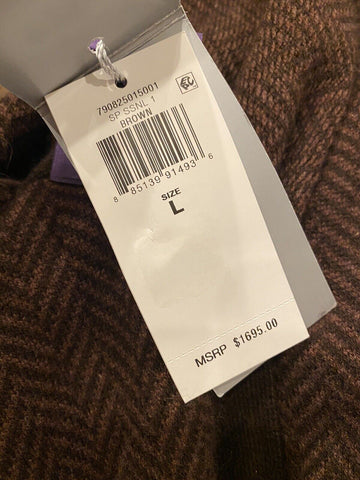 790825015001
SP SSNL 1
BROWN
8 85139 91493 6
SIZE
L
MSRP $1695.00